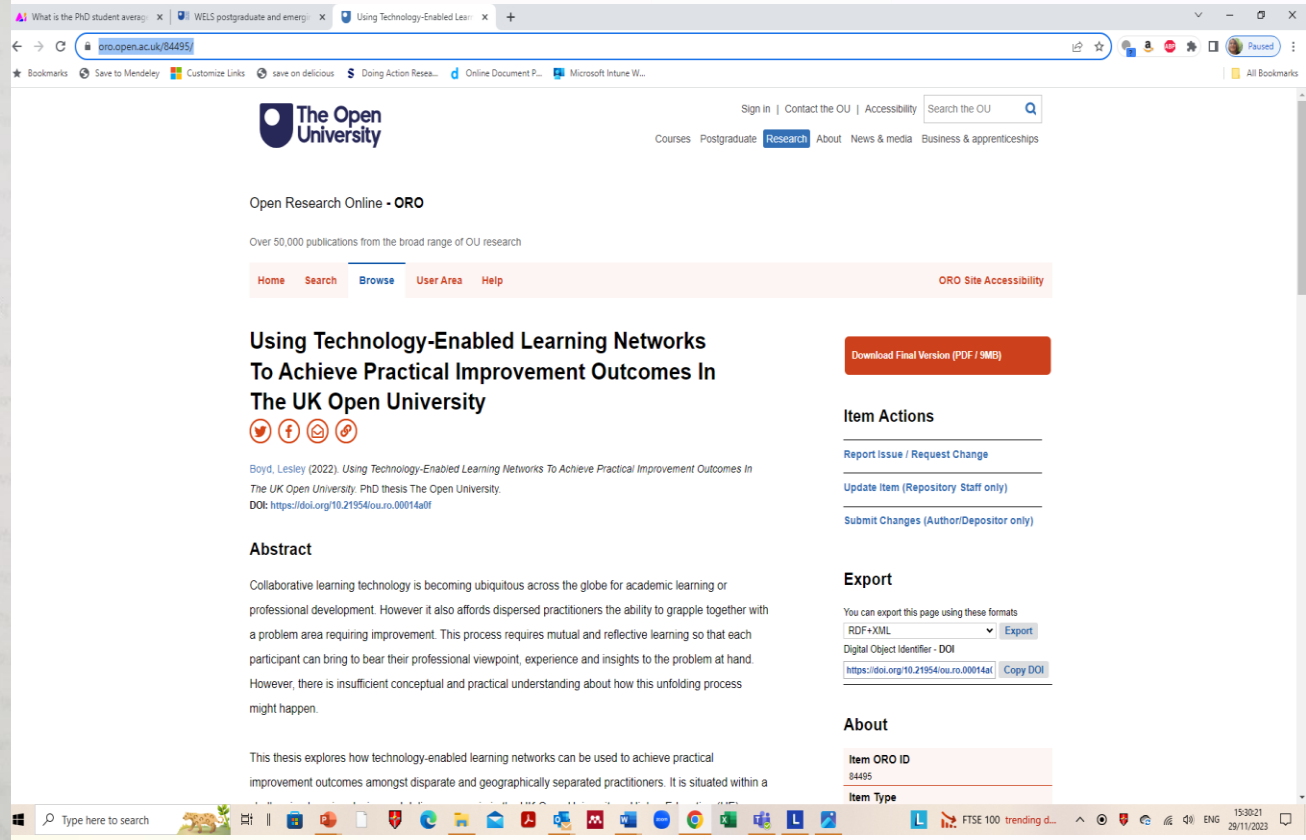 What is the PhD student averag
WELS postgraduate and emergi
Using Technology-Enabled Learn
oro.open.ac.uk/84495/
Paused
Bookmarks
Save to Mendeley
Customize Links
save on delicious
Doing Action Resea...
Online Document P...
Microsoft Intune W...
All Bookmarks
The Open
University
Sign in | Contact the OU | Accessibility
Search the OU
Courses Postgraduate Research About News & media Business & apprenticeships
Open Research Online - ORO
Over 50,000 publications from the broad range of OU research
Home Search Browse User Area Help
ORO Site Accessibility
Using Technology-Enabled Learning Networks
To Achieve Practical Improvement Outcomes In
The UK Open University
Boyd, Lesley (2022). Using Technology-Enabled Learning Networks To Achieve Practical Improvement Outcomes In
The UK Open University. PhD thesis The Open University.
DOI: https://doi.org/10.21954/ou.ro.00014a0f
Abstract
Collaborative learning technology is becoming ubiquitous across the globe for academic learning or
professional development. However it also affords dispersed practitioners the ability to grapple together with
a problem area requiring improvement. This process requires mutual and reflective learning so that each
participant can bring to bear their professional viewpoint, experience and insights to the problem at hand.
However, there is insufficient conceptual and practical understanding about how this unfolding process
might happen.
This thesis explores how technology-enabled learning networks can be used to achieve practical
improvement outcomes amongst disparate and geographically separated practitioners. It is situated within a
Download Final Version (PDF / 9MB)
Item Actions
Report Issue / Request Change
Update Item (Repository Staff only)
Submit Changes (Author/Depositor only)
Export
You can export this page using these formats
RDF+XML
Export
Digital Object Identifier - DOI
https://doi.org/10.21954/ou.ro.00014a(
Copy DOI
About
Item ORO ID
84495
Item Type
Type here to search
FTSE 100 trending d...
ENG
15:30:21
29/11/2023